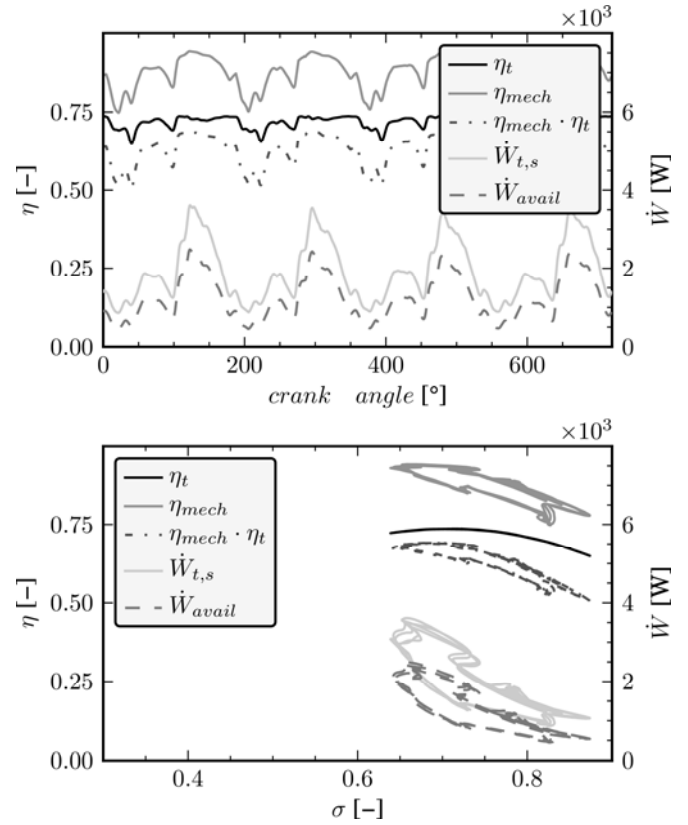 ×10³
η_t
η_mech
η_mech · η_t
Ẇ_t,s
Ẇ_avail
0.75
0.50
0.25
0.00
η [–]
6
4
2
0
Ẇ [W]
0 200 400 600
crank angle [°]
×10³
η_t
η_mech
η_mech · η_t
Ẇ_t,s
Ẇ_avail
0.75
0.50
0.25
0.00
η [–]
6
4
2
0
Ẇ [W]
0.4 0.6 0.8
σ [–]